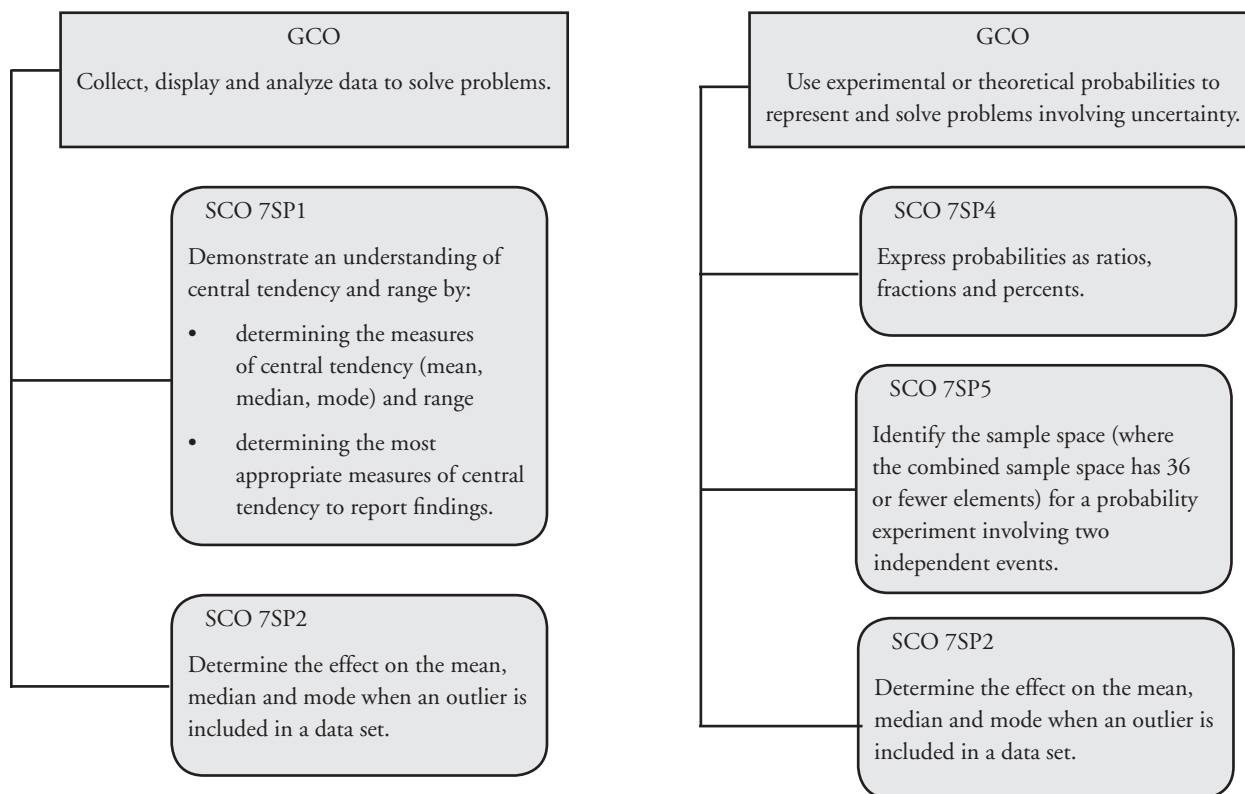 GCO
Collect, display and analyze data to solve problems.
SCO 7SP1
Demonstrate an understanding of
central tendency and range by:
• determining the measures
of central tendency (mean,
median, mode) and range
• determining the most
appropriate measures of central
tendency to report findings.
SCO 7SP2
Determine the effect on the mean,
median and mode when an outlier is
included in a data set.
GCO
Use experimental or theoretical probabilities to
represent and solve problems involving uncertainty.
SCO 7SP4
Express probabilities as ratios,
fractions and percents.
SCO 7SP5
Identify the sample space (where
the combined sample space has 36
or fewer elements) for a probability
experiment involving two
independent events.
SCO 7SP2
Determine the effect on the mean,
median and mode when an outlier is
included in a data set.